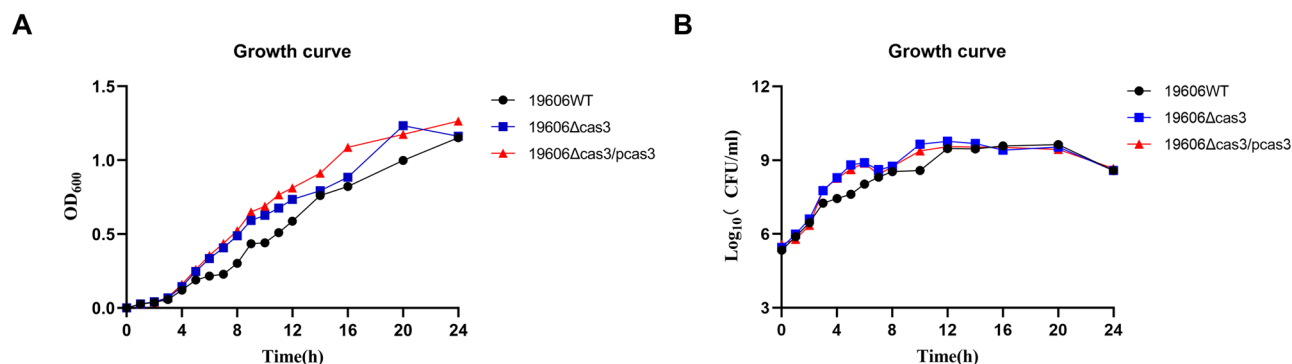 A
Growth curve
OD600
1.5
1.0
0.5
0.0
0 4 8 12 16 20 24
Time(h)
19606WT
19606Δcas3
19606Δcas3/pcas3
B
Growth curve
Log10( CFU/ml)
12
9
6
3
0 4 8 12 16 20 24
Time(h)
19606WT
19606Δcas3
19606Δcas3/pcas3